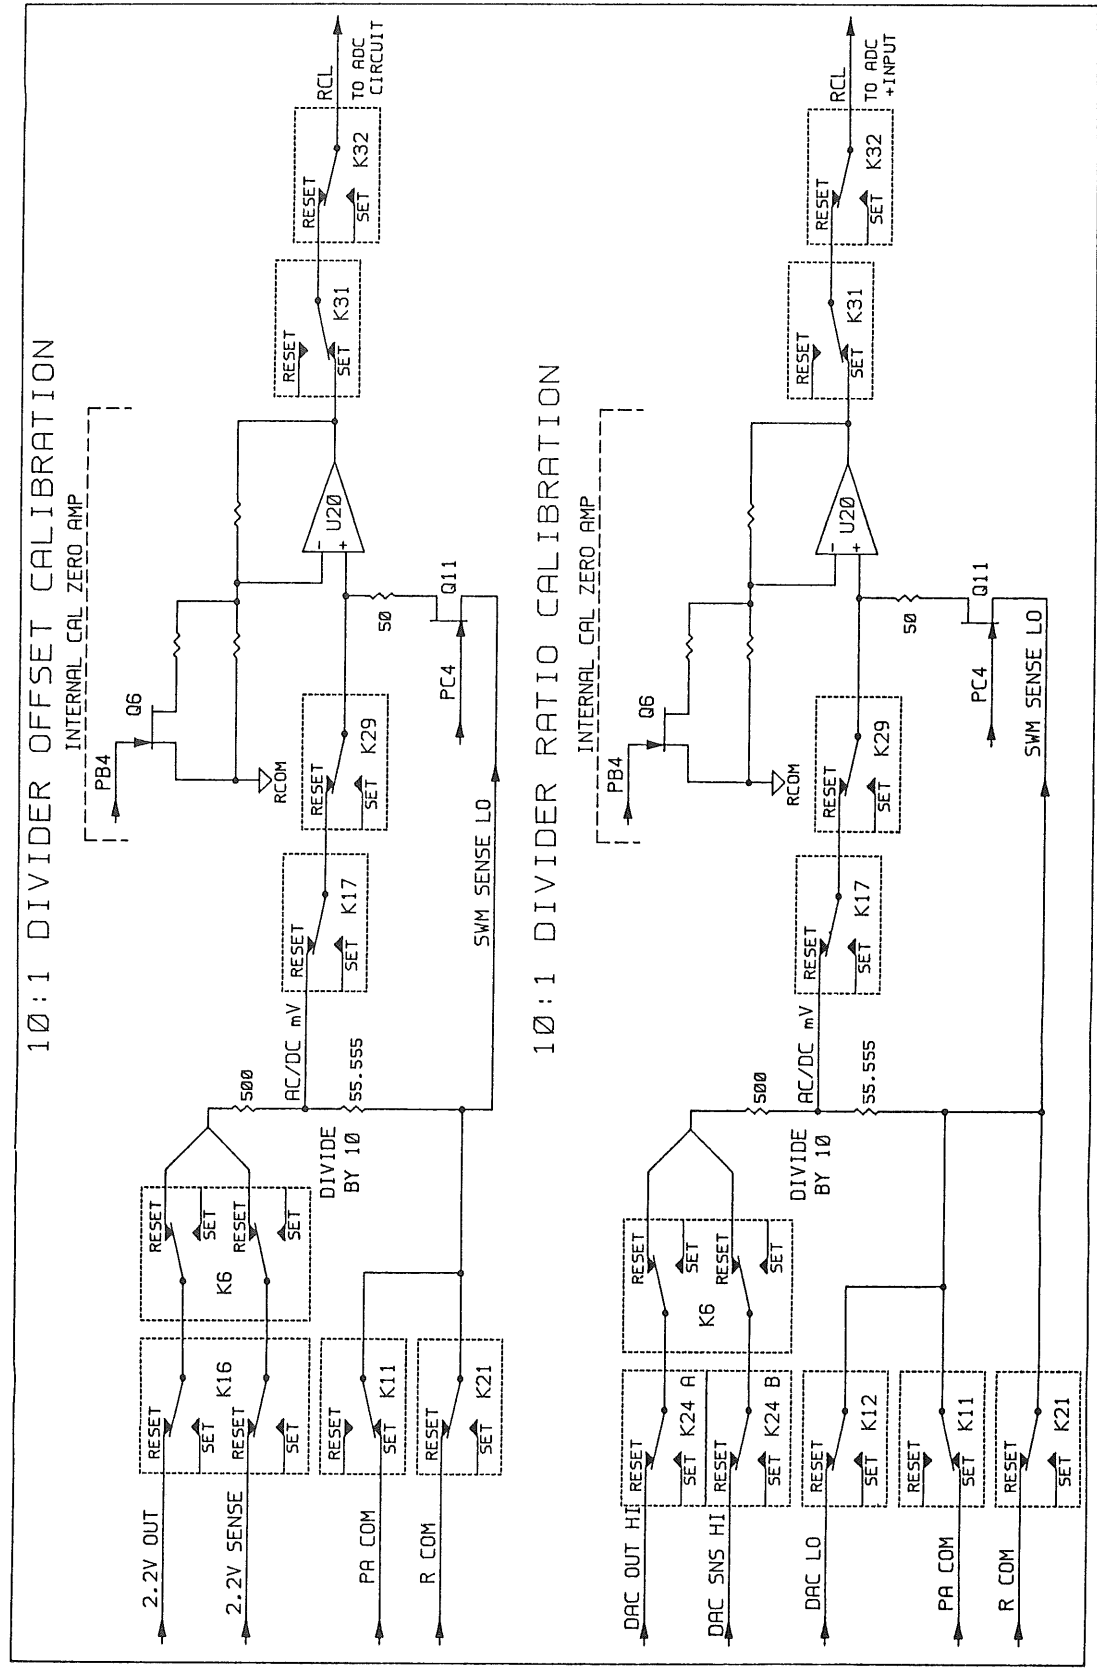 10:1 DIVIDER OFFSET CALIBRATION
INTERNAL CAL ZERO AMP
PB4
Q6
RCOM
2.2V OUT
RESET
SET
K16
2.2V SENSE
RESET
SET
RESET
SET
K6
RESET
SET
PA COM
RESET
SET
K11
R COM
RESET
SET
K21
DIVIDE
BY 10
500
55.555
AC/DC mV
RESET
SET
K17
RESET
SET
K29
SWM SENSE LO
PC4
Q11
50
-
+
U20
RESET
SET
K31
RESET
SET
K32
RCL
TO ADC
CIRCUIT
10:1 DIVIDER RATIO CALIBRATION
INTERNAL CAL ZERO AMP
PB4
Q6
RCOM
DAC OUT HI
RESET
SET
K24 A
DAC SNS HI
RESET
SET
K24 B
RESET
SET
K6
RESET
SET
DAC LO
RESET
SET
K12
PA COM
RESET
SET
K11
R COM
RESET
SET
K21
DIVIDE
BY 10
500
55.555
AC/DC mV
RESET
SET
K17
RESET
SET
K29
SWM SENSE LO
PC4
Q11
50
-
+
U20
RESET
SET
K31
RESET
SET
K32
RCL
TO ADC
+INPUT